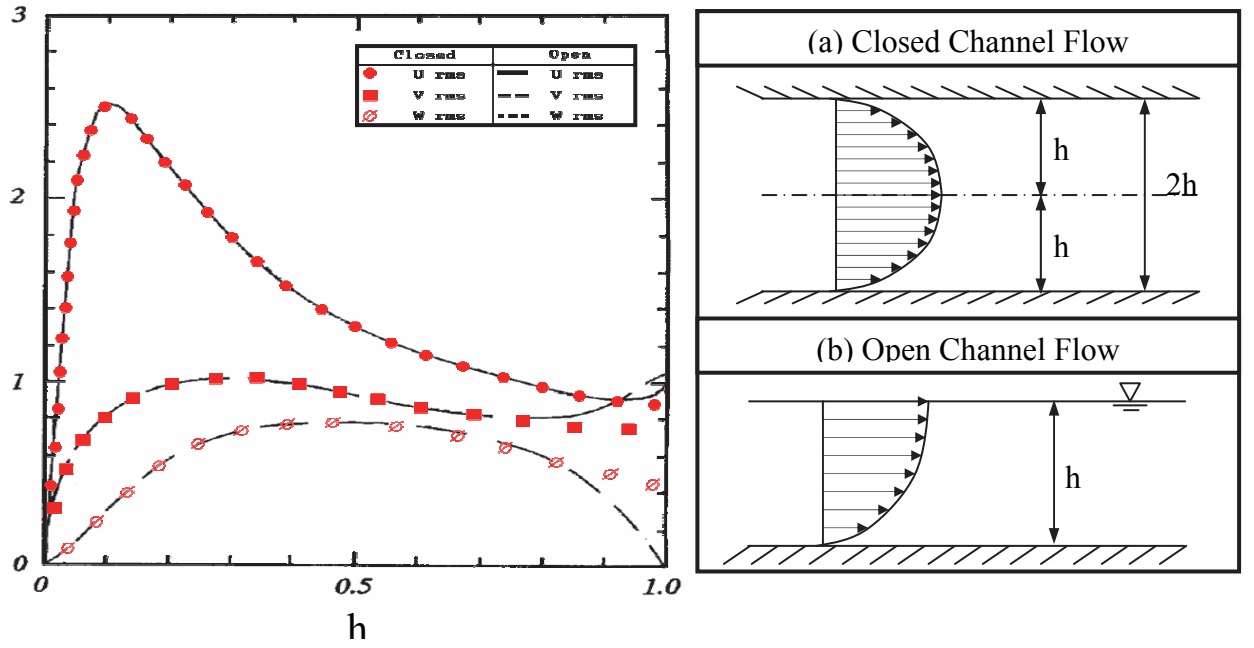 3
2
1
0
Closed Open
U rms U rms
V rms V rms
W rms W rms
0 0.5 1.0
h
(a) Closed Channel Flow
h
2h
h
(b) Open Channel Flow
h